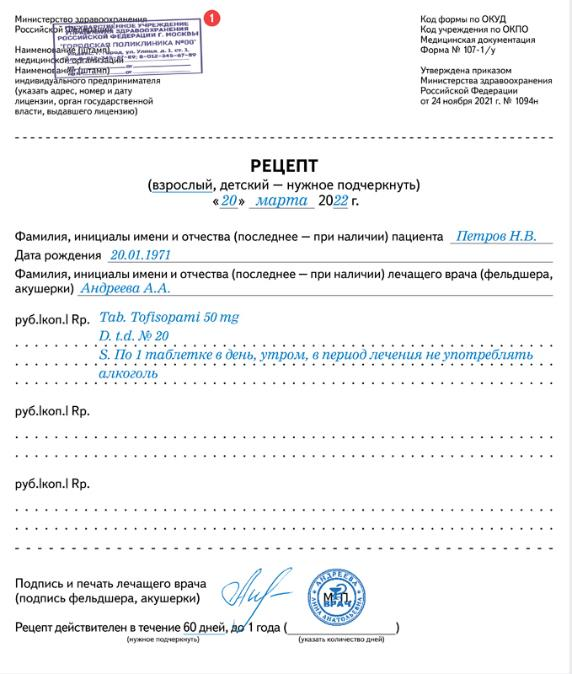 Министерство здравоохранения
Российской Федерации
Наименование (штамп)
медицинской организации
Наименование (штамп)
индивидуального предпринимателя
(указать адрес, номер и дату
лицензии, орган государственной
власти, выдавшего лицензию)
ГОСУДАРСТВЕННОЕ УЧРЕЖДЕНИЕ
ЗДРАВООХРАНЕНИЯ
РОССИЙСКОЙ ФЕДЕРАЦИИ Г. МОСКВЫ
"ГОРОДСКАЯ ПОЛИКЛИНИКА №00"
1
Код формы по ОКУД
Код учреждения по ОКПО
Медицинская документация
Форма № 107-1/у
Утверждена приказом
Министерства здравоохранения
Российской Федерации
от 24 ноября 2021 г. № 1094н
РЕЦЕПТ
(взрослый, детский — нужное подчеркнуть)
«20» марта 2022 г.
Фамилия, инициалы имени и отчества (последнее — при наличии) пациента Петров Н.В.
Дата рождения 20.01.1971
Фамилия, инициалы имени и отчества (последнее — при наличии) лечащего врача (фельдшера,
акушерки) Андреева А.А.
руб.|коп.| Rp. Tab. Tofisopami 50 mg
D. t.d. № 20
S. По 1 таблетке в день, утром, в период лечения не употреблять
алкоголь
руб.|коп.| Rp.
руб.|коп.| Rp.
Подпись и печать лечащего врача
(подпись фельдшера, акушерки)
АНДРЕЕВА
АННА АНАТОЛЬЕВНА
М.П.
ВРАЧ
Рецепт действителен в течение 60 дней, до 1 года (                    )
(нужное подчеркнуть) (указать количество дней)